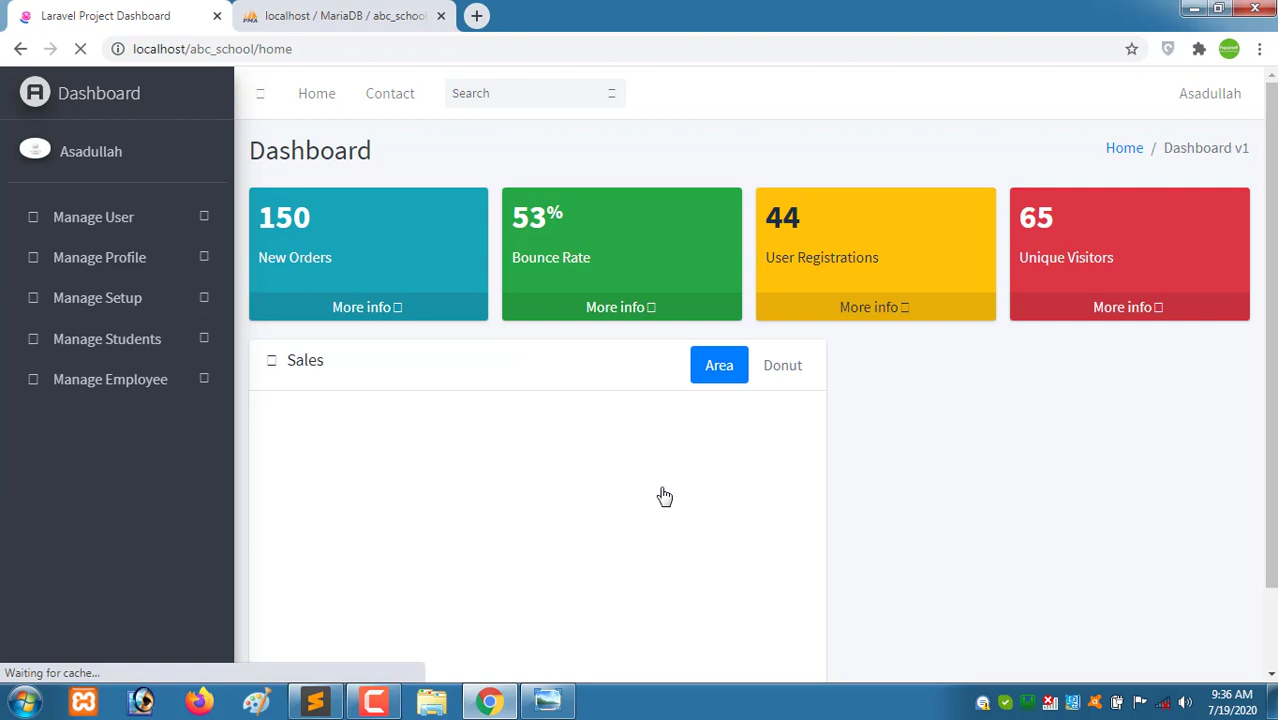 Laravel Project Dashboard
localhost / MariaDB / abc_school
localhost/abc_school/home
Dashboard
Home
Contact
Search
Asadullah
Asadullah
Dashboard
Home / Dashboard v1
Manage User
Manage Profile
Manage Setup
Manage Students
Manage Employee
150
New Orders
More info
53%
Bounce Rate
More info
44
User Registrations
More info
65
Unique Visitors
More info
Sales
Area
Donut
Waiting for cache...
9:36 AM
7/19/2020